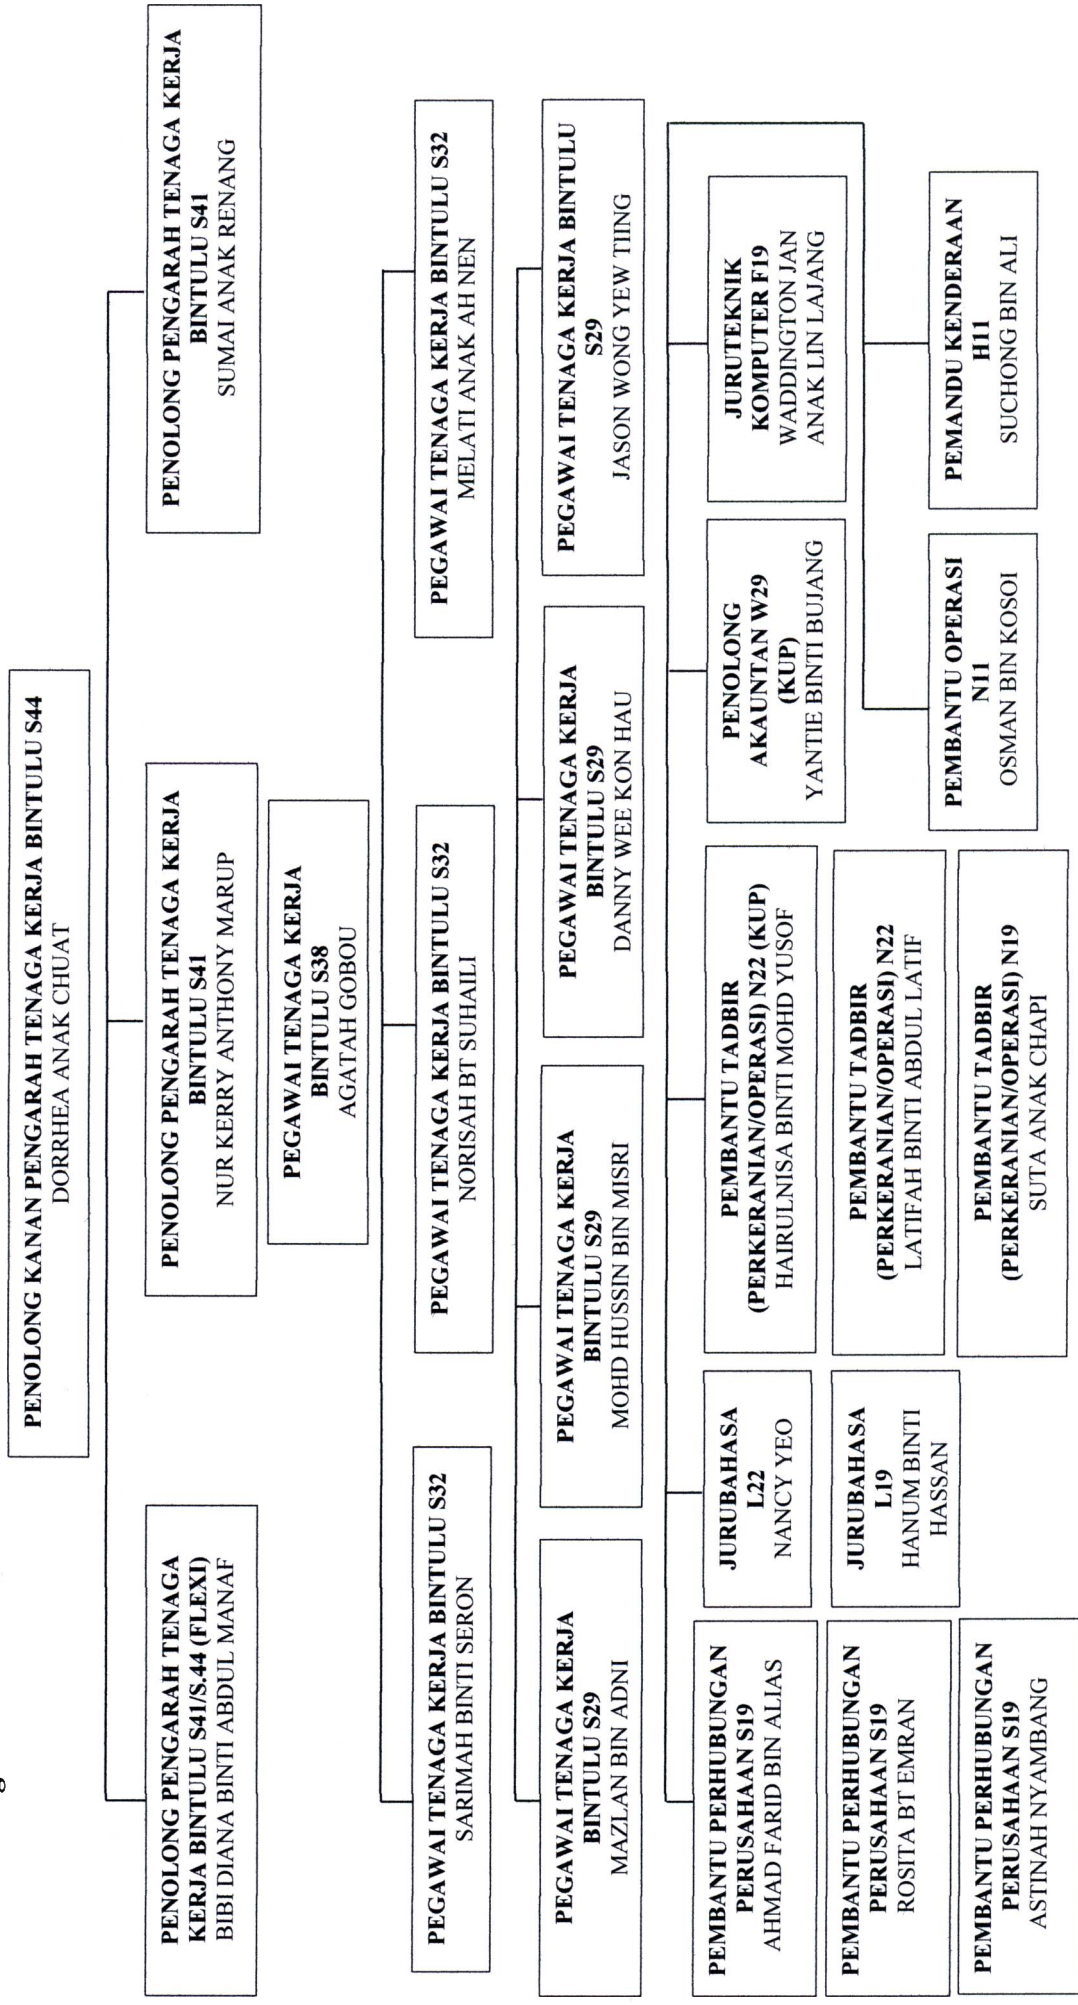 PENOLONG KANAN PENGARAH TENAGA KERJA BINTULU S44
DORRHEA ANAK CHUAT
PENOLONG PENGARAH TENAGA
KERJA BINTULU S41/S.44 (FLEXI)
BIBI DIANA BINTI ABDUL MANAF
PENOLONG PENGARAH TENAGA KERJA
BINTULU S41
NUR KERRY ANTHONY MARUP
PENOLONG PENGARAH TENAGA KERJA
BINTULU S41
SUMAI ANAK RENANG
PEGAWAI TENAGA KERJA
BINTULU S38
AGATAH GOBOU
PEGAWAI TENAGA KERJA BINTULU S32
SARIMAH BINTI SERON
PEGAWAI TENAGA KERJA BINTULU S32
NORISAH BT SUHAILI
PEGAWAI TENAGA KERJA BINTULU S32
MELATI ANAK AH NEN
PEGAWAI TENAGA KERJA
BINTULU S29
MAZLAN BIN ADNI
PEGAWAI TENAGA KERJA
BINTULU S29
MOHD HUSSIN BIN MISRI
PEGAWAI TENAGA KERJA
BINTULU S29
DANNY WEE KON HAU
PEGAWAI TENAGA KERJA BINTULU
S29
JASON WONG YEW TIING
PEMBANTU PERHUBUNGAN
PERUSAHAAN S19
AHMAD FARID BIN ALIAS
JURUBAHASA
L22
NANCY YEO
PEMBANTU TADBIR
(PERKERANIAN/OPERASI) N22 (KUP)
HAIRULNISA BINTI MOHD YUSOF
PENOLONG
AKAUNTAN W29
(KUP)
YANTIE BINTI BUJANG
JURUTEKNIK
KOMPUTER F19
WADDINGTON JAN
ANAK LIN LAJANG
PEMBANTU PERHUBUNGAN
PERUSAHAAN S19
ROSITA BT EMRAN
JURUBAHASA
L19
HANUM BINTI
HASSAN
PEMBANTU TADBIR
(PERKERANIAN/OPERASI) N22
LATIFAH BINTI ABDUL LATIF
PEMBANTU OPERASI
N11
OSMAN BIN KOSOI
PEMANDU KENDERAAN
H11
SUCHONG BIN ALI
PEMBANTU PERHUBUNGAN
PERUSAHAAN S19
ASTINAH NYAMBANG
PEMBANTU TADBIR
(PERKERANIAN/OPERASI) N19
SUTA ANAK CHAPI